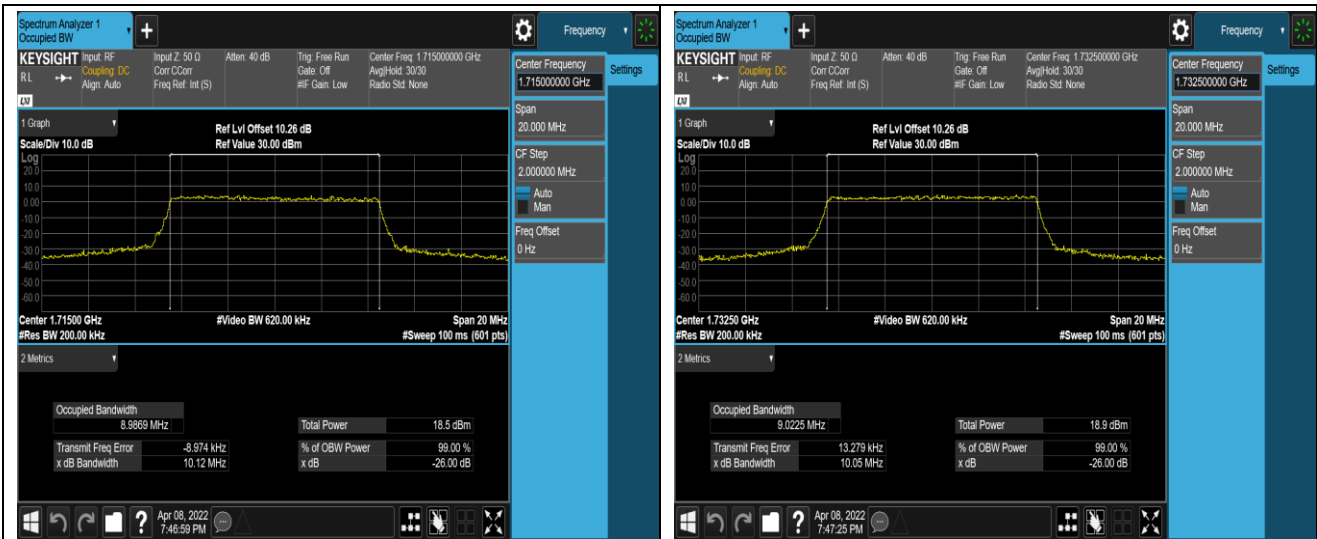 Spectrum Analyzer 1
Occupied BW
+
Frequency
KEYSIGHT
Input: RF
Input Z: 50 Ω
Atten: 40 dB
Trig: Free Run
Center Freq: 1.715000000 GHz
R L
Coupling: DC
Corr CCorr
Gate: Off
Avg|Hold: 30/30
Align: Auto
Freq Ref: Int (S)
#IF Gain: Low
Radio Std: None
LXI
Center Frequency
1.715000000 GHz
Settings
Span
20.000 MHz
CF Step
2.000000 MHz
Auto
Man
Freq Offset
0 Hz
1 Graph
Ref Lvl Offset 10.26 dB
Scale/Div 10.0 dB
Ref Value 30.00 dBm
Log
20.0
10.0
0.00
-10.0
-20.0
-30.0
-40.0
-50.0
-60.0
Center 1.71500 GHz
#Video BW 620.00 kHz
Span 20 MHz
#Res BW 200.00 kHz
#Sweep 100 ms (601 pts)
2 Metrics
Occupied Bandwidth
8.9869 MHz
Total Power 18.5 dBm
Transmit Freq Error -8.974 kHz
% of OBW Power 99.00 %
x dB Bandwidth 10.12 MHz
x dB -26.00 dB
?
Apr 08, 2022
7:46:59 PM
Spectrum Analyzer 1
Occupied BW
+
Frequency
KEYSIGHT
Input: RF
Input Z: 50 Ω
Atten: 40 dB
Trig: Free Run
Center Freq: 1.732500000 GHz
R L
Coupling: DC
Corr CCorr
Gate: Off
Avg|Hold: 30/30
Align: Auto
Freq Ref: Int (S)
#IF Gain: Low
Radio Std: None
LXI
Center Frequency
1.732500000 GHz
Settings
Span
20.000 MHz
CF Step
2.000000 MHz
Auto
Man
Freq Offset
0 Hz
1 Graph
Ref Lvl Offset 10.26 dB
Scale/Div 10.0 dB
Ref Value 30.00 dBm
Log
20.0
10.0
0.00
-10.0
-20.0
-30.0
-40.0
-50.0
-60.0
Center 1.73250 GHz
#Video BW 620.00 kHz
Span 20 MHz
#Res BW 200.00 kHz
#Sweep 100 ms (601 pts)
2 Metrics
Occupied Bandwidth
9.0225 MHz
Total Power 18.9 dBm
Transmit Freq Error 13.279 kHz
% of OBW Power 99.00 %
x dB Bandwidth 10.05 MHz
x dB -26.00 dB
?
Apr 08, 2022
7:47:25 PM